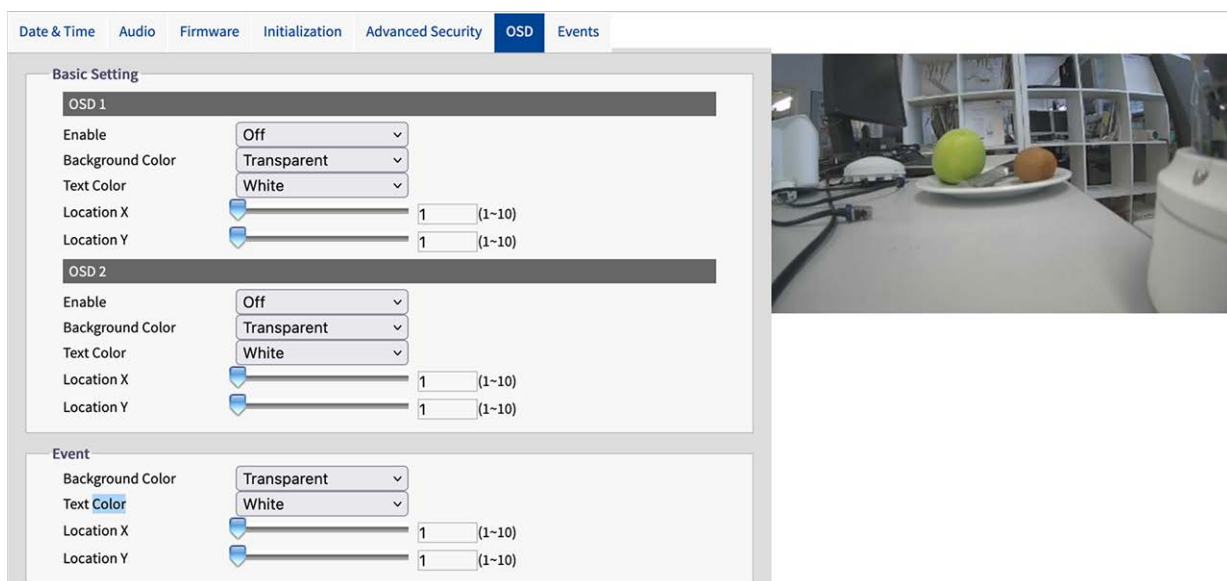 Date & Time Audio Firmware Initialization Advanced Security OSD Events
Basic Setting
OSD 1
Enable Off
Background Color Transparent
Text Color White
Location X 1 (1~10)
Location Y 1 (1~10)
OSD 2
Enable Off
Background Color Transparent
Text Color White
Location X 1 (1~10)
Location Y 1 (1~10)
Event
Background Color Transparent
Text Color White
Location X 1 (1~10)
Location Y 1 (1~10)